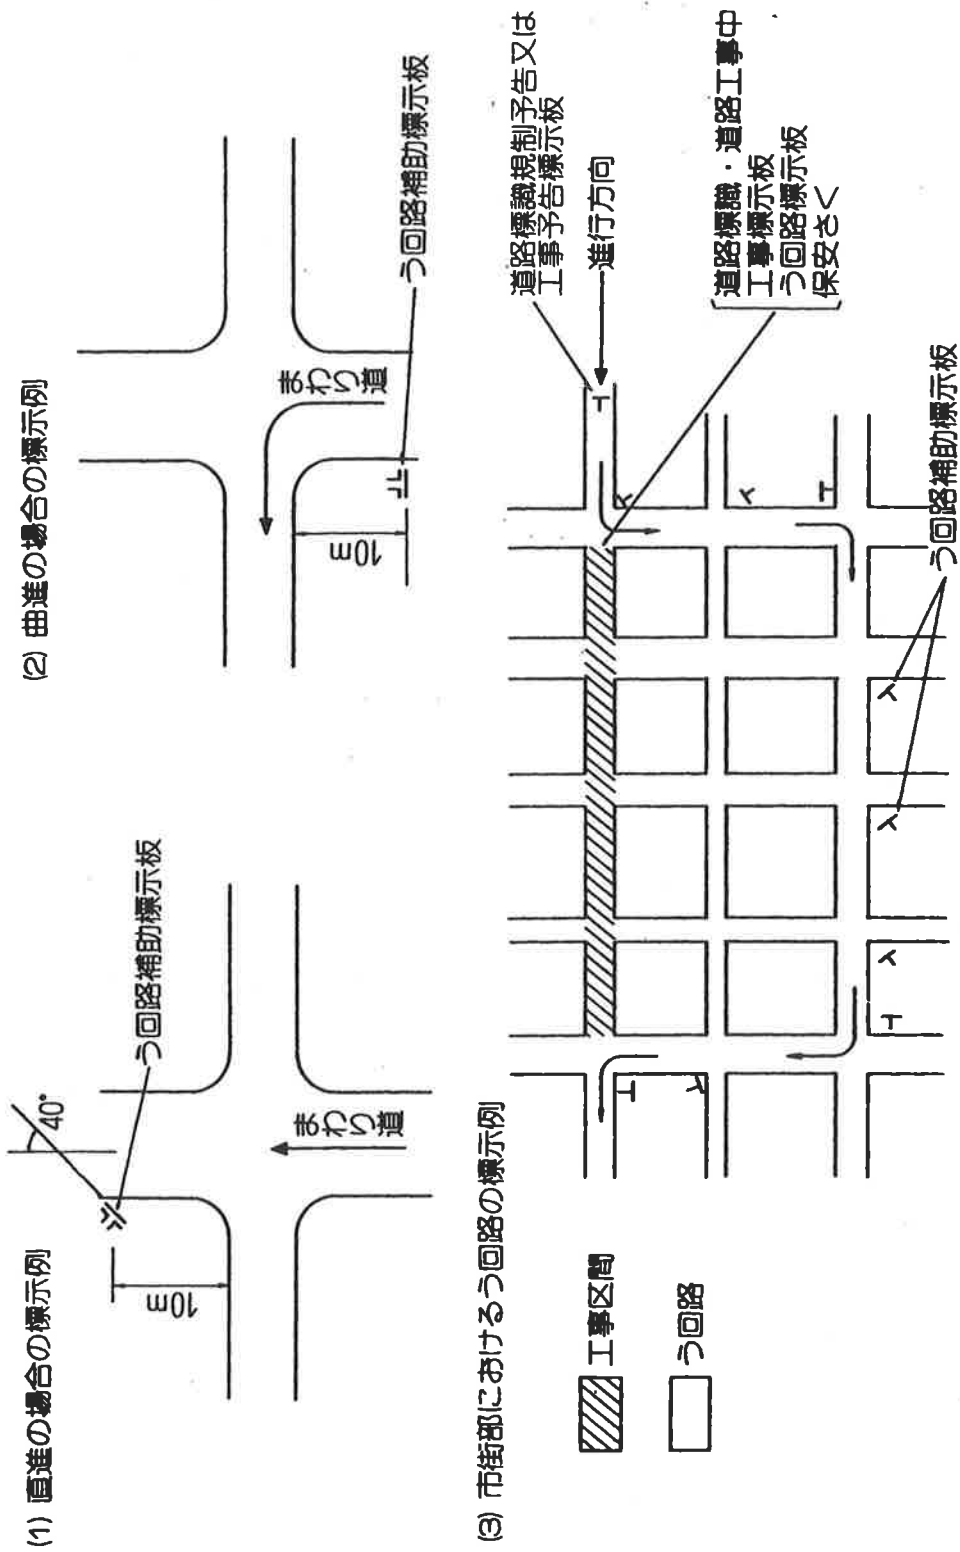 (1) 直進の場合の標示例
40°
う回路補助標示板
10m
まわり道
(2) 曲進の場合の標示例
まわり道
10m
う回路補助標示板
(3) 市街部におけるう回路の標示例
道路標識規制予告又は
工事予告標示板
進行方向
道路標識・道路工事中
工事標示板
う回路標示板
保安さく
う回路補助標示板
工事区間
う回路